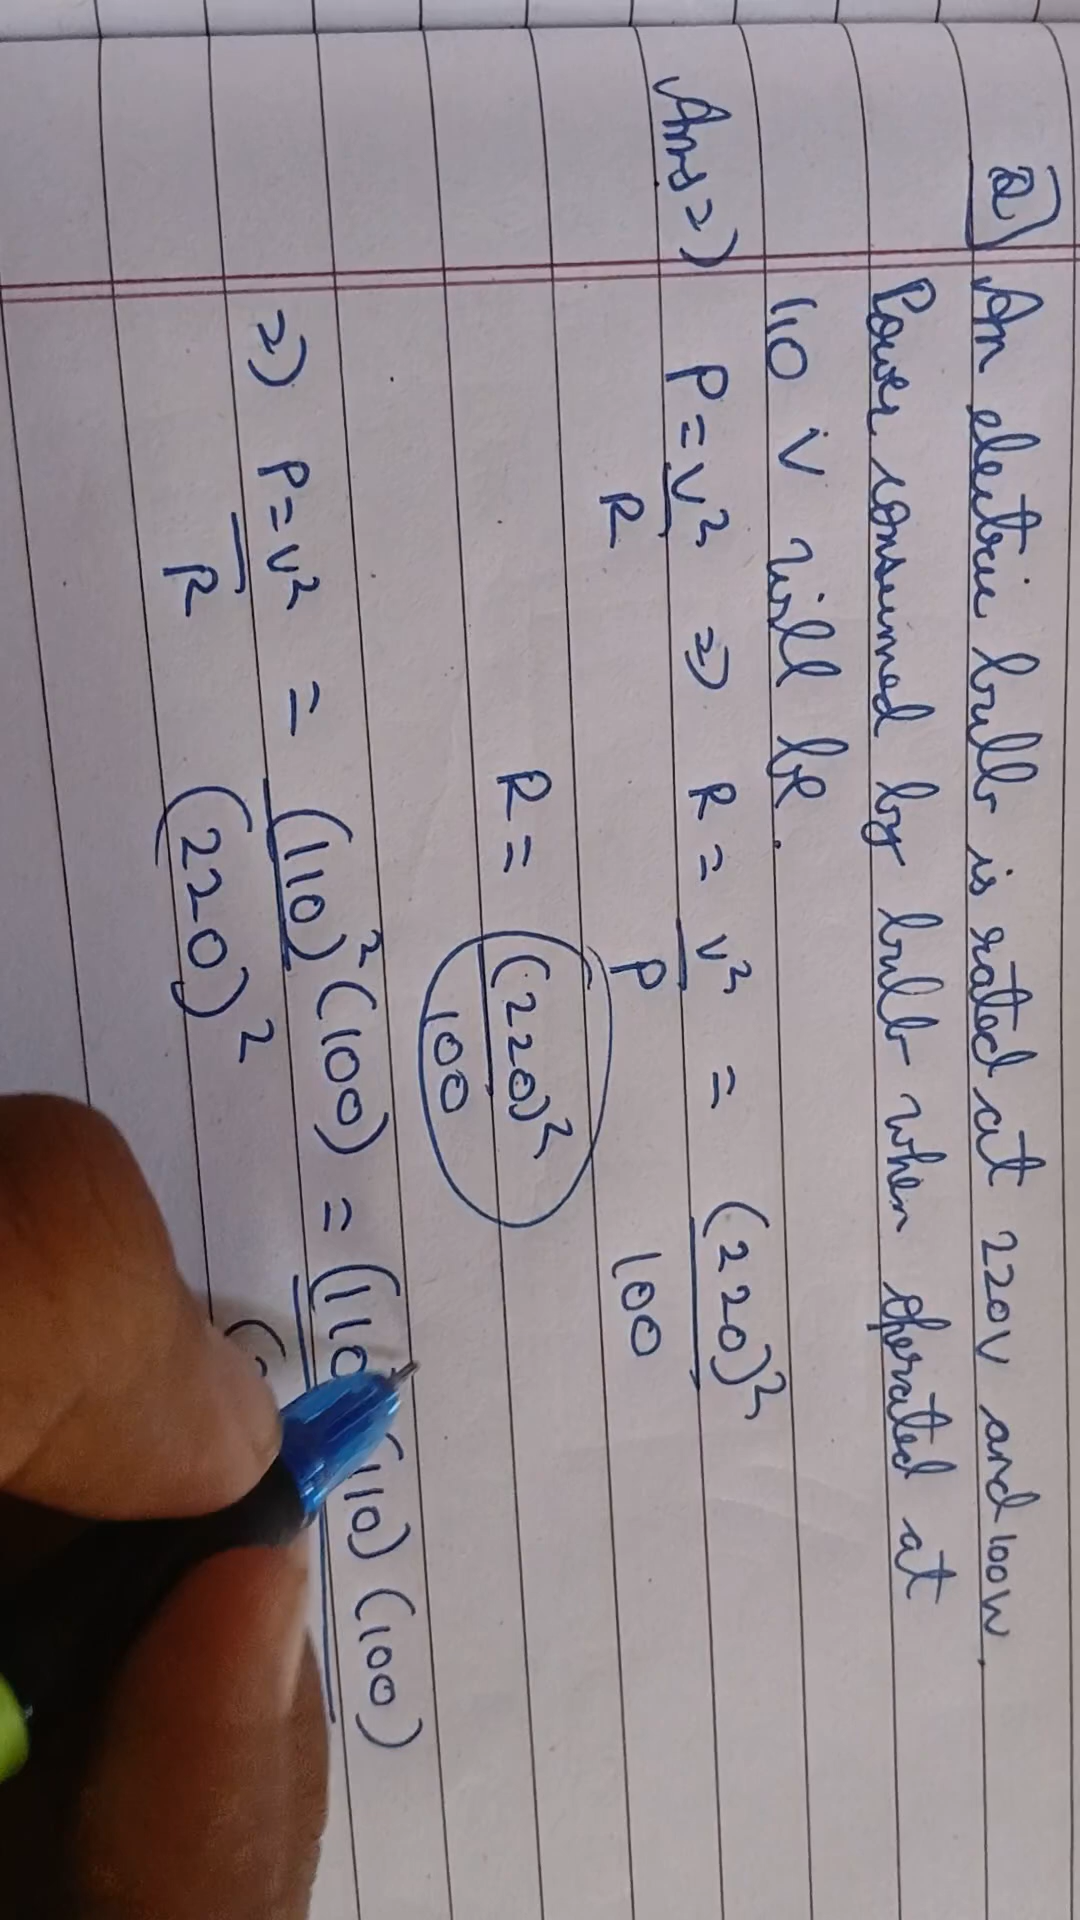 Q) An electric bulb is rated at 220V and 100W.
Power consumed by bulb when operated at
110 V will be.
Ans⇒) P = V²/R ⇒ R = V²/P = (220)²/100
R = (220)²/100
⇒ P = V²/R = (110)²(100)/(220)² = (110)(110)(100)